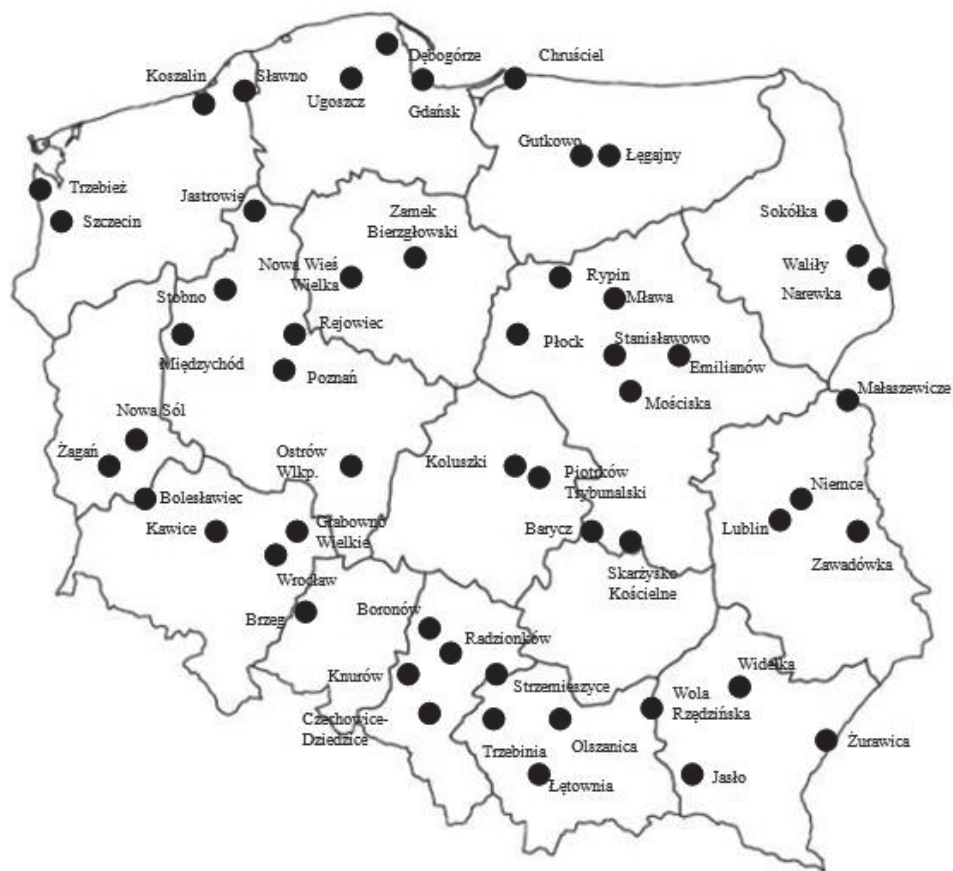 Dębogórze
Chruściel
Koszalin
Sławno
Ugoszcz
Gdańsk
Gutkowo
Łęgajny
Trzebież
Szczecin
Jastrowie
Zamek
Bierzgłowski
Sokółka
Waliły
Narewka
Nowa Wieś
Wielka
Stobno
Rypin
Mława
Rejowiec
Płock
Stanisławowo
Emilianów
Międzychód
Poznań
Mościska
Małaszewicze
Nowa Sól
Żagań
Ostrów
Wlkp.
Koluszki
Piotrków
Trybunalski
Bolesławiec
Niemce
Kawice
Grabowno
Wielkie
Barycz
Lublin
Zawadówka
Wrocław
Skarżysko
Kościelne
Brzeg
Boronów
Radzionków
Knurów
Strzemieszyce
Widełka
Wola
Rzędzińska
Czechowice-
Dziedzice
Trzebinia
Olszanica
Żurawica
Łętownia
Jasło